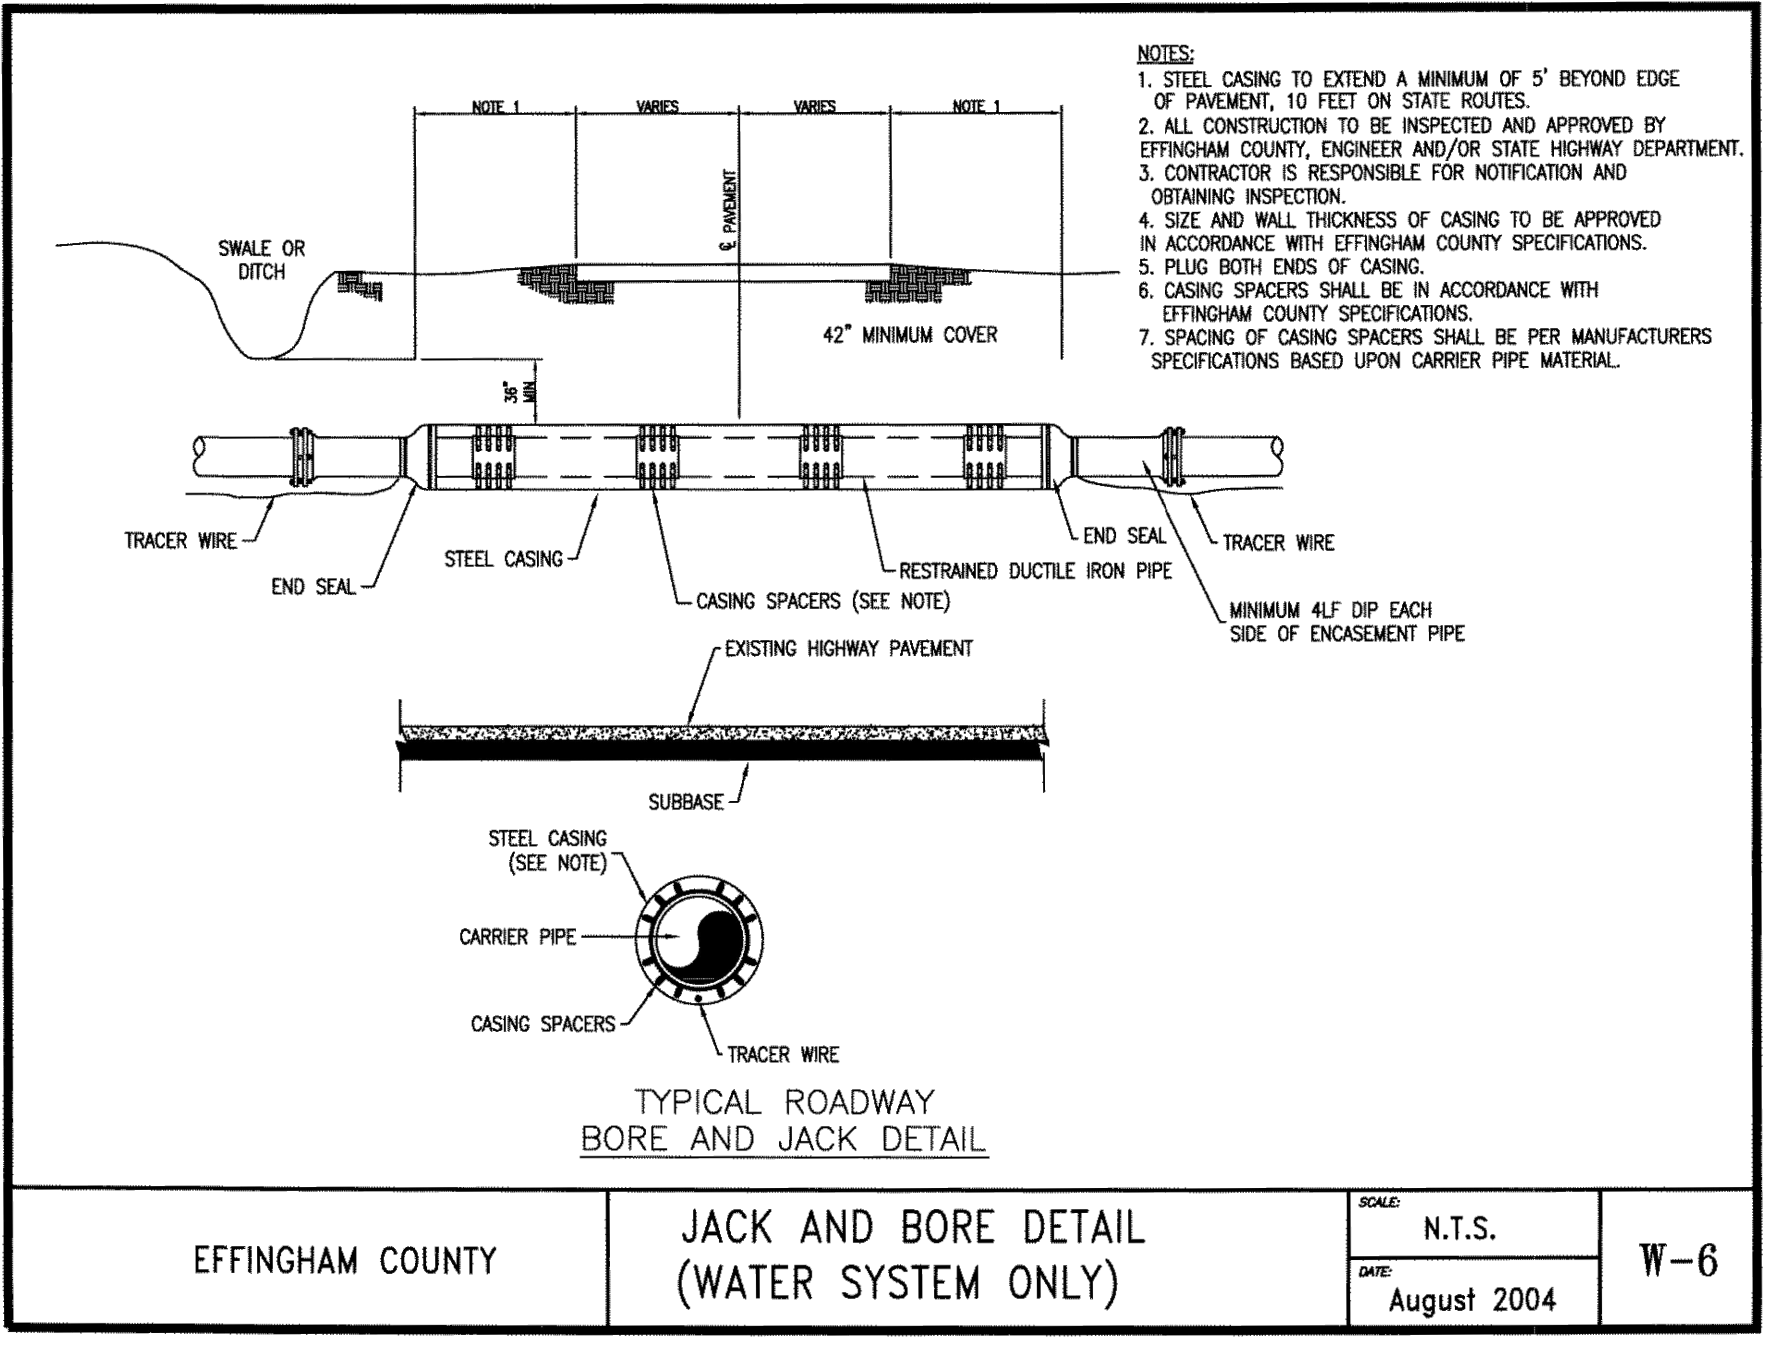 NOTES:
1. STEEL CASING TO EXTEND A MINIMUM OF 5' BEYOND EDGE
OF PAVEMENT, 10 FEET ON STATE ROUTES.
2. ALL CONSTRUCTION TO BE INSPECTED AND APPROVED BY
EFFINGHAM COUNTY, ENGINEER AND/OR STATE HIGHWAY DEPARTMENT.
3. CONTRACTOR IS RESPONSIBLE FOR NOTIFICATION AND
OBTAINING INSPECTION.
4. SIZE AND WALL THICKNESS OF CASING TO BE APPROVED
IN ACCORDANCE WITH EFFINGHAM COUNTY SPECIFICATIONS.
5. PLUG BOTH ENDS OF CASING.
6. CASING SPACERS SHALL BE IN ACCORDANCE WITH
EFFINGHAM COUNTY SPECIFICATIONS.
7. SPACING OF CASING SPACERS SHALL BE PER MANUFACTURERS
SPECIFICATIONS BASED UPON CARRIER PIPE MATERIAL.
NOTE 1
VARIES
VARIES
NOTE 1
℄ PAVEMENT
SWALE OR
DITCH
42" MINIMUM COVER
36"
MIN
TRACER WIRE
END SEAL
STEEL CASING
CASING SPACERS (SEE NOTE)
RESTRAINED DUCTILE IRON PIPE
END SEAL
TRACER WIRE
MINIMUM 4LF DIP EACH
SIDE OF ENCASEMENT PIPE
EXISTING HIGHWAY PAVEMENT
SUBBASE
STEEL CASING
(SEE NOTE)
CARRIER PIPE
CASING SPACERS
TRACER WIRE
TYPICAL ROADWAY
BORE AND JACK DETAIL
EFFINGHAM COUNTY
JACK AND BORE DETAIL
(WATER SYSTEM ONLY)
SCALE:
N.T.S.
DATE:
August 2004
W-6